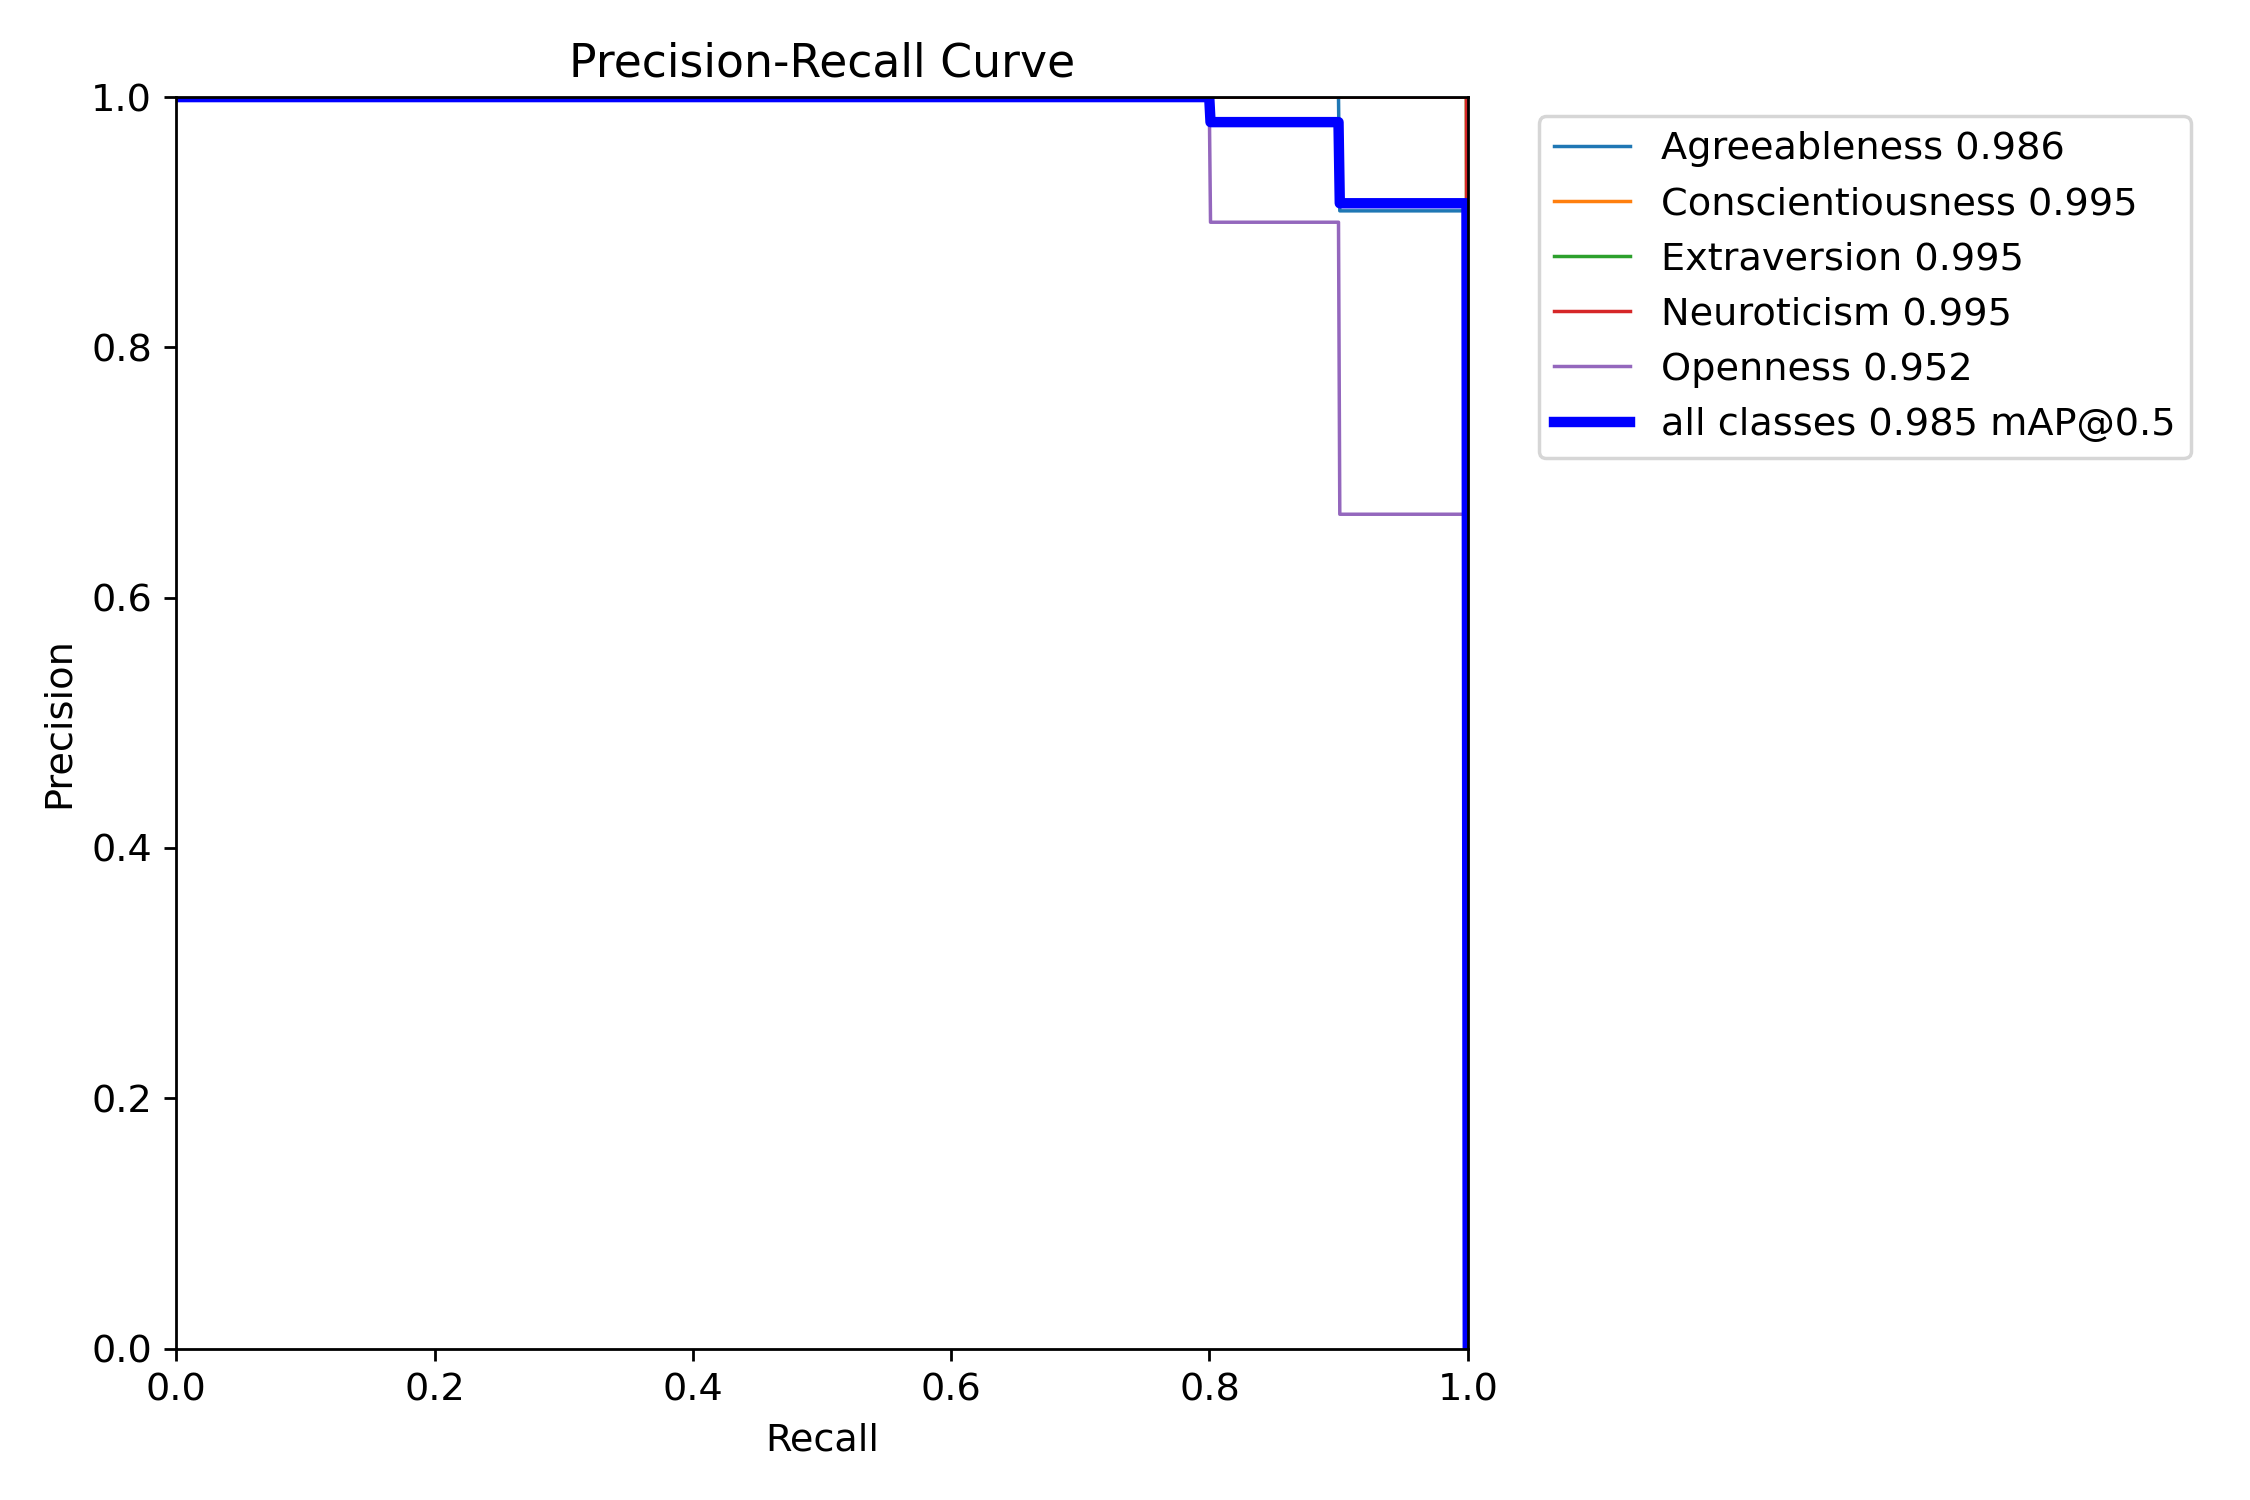 Precision-Recall Curve
1.0
0.8
0.6
0.4
0.2
0.0
Precision
0.0 0.2 0.4 0.6 0.8 1.0
Recall
Agreeableness 0.986
Conscientiousness 0.995
Extraversion 0.995
Neuroticism 0.995
Openness 0.952
all classes 0.985 mAP@0.5